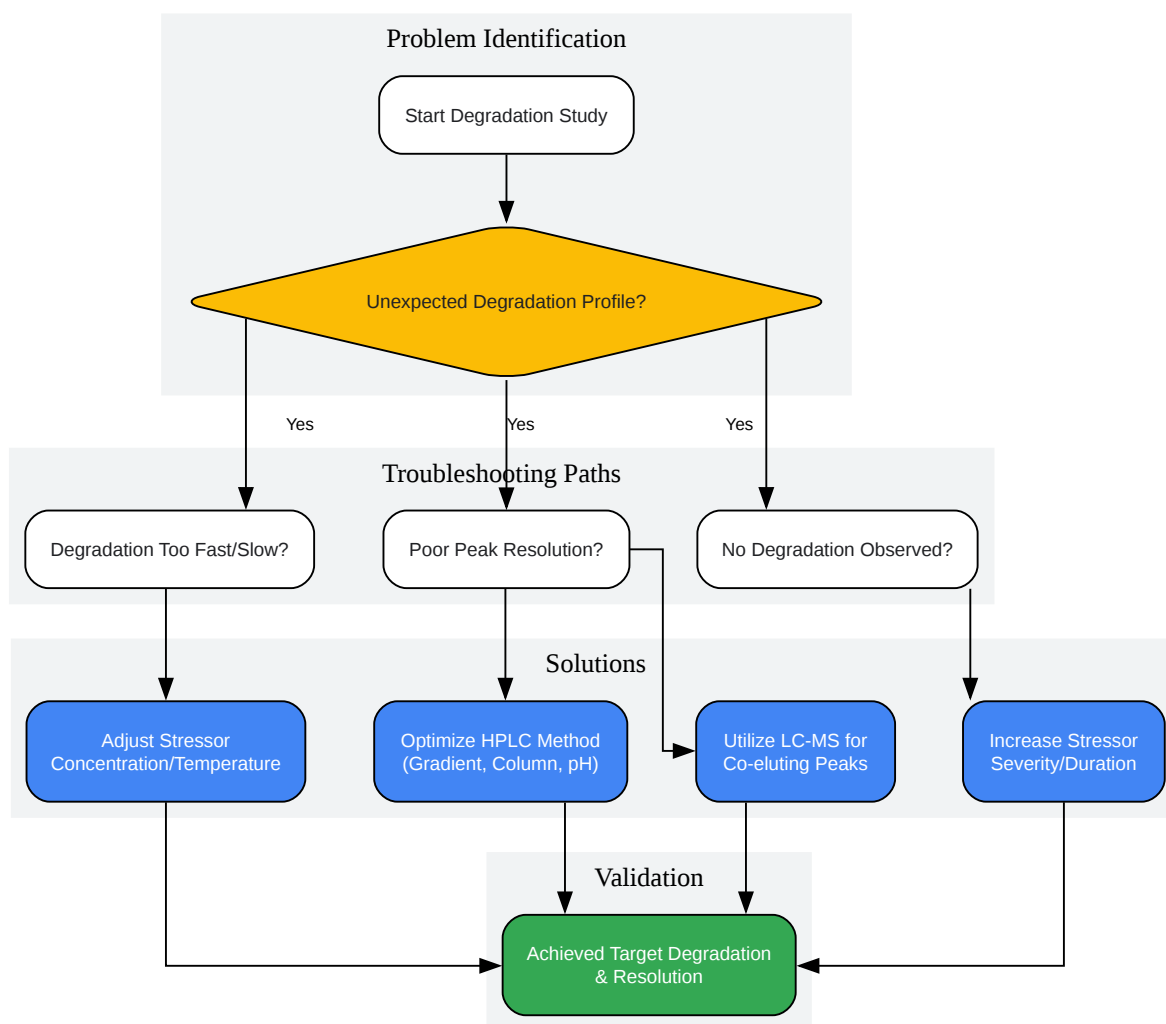 Problem Identification
Start Degradation Study
Unexpected Degradation Profile?
Yes
Yes
Yes
Troubleshooting Paths
Degradation Too Fast/Slow?
Poor Peak Resolution?
No Degradation Observed?
Solutions
Adjust Stressor
Concentration/Temperature
Optimize HPLC Method
(Gradient, Column, pH)
Utilize LC-MS for
Co-eluting Peaks
Increase Stressor
Severity/Duration
Validation
Achieved Target Degradation
& Resolution